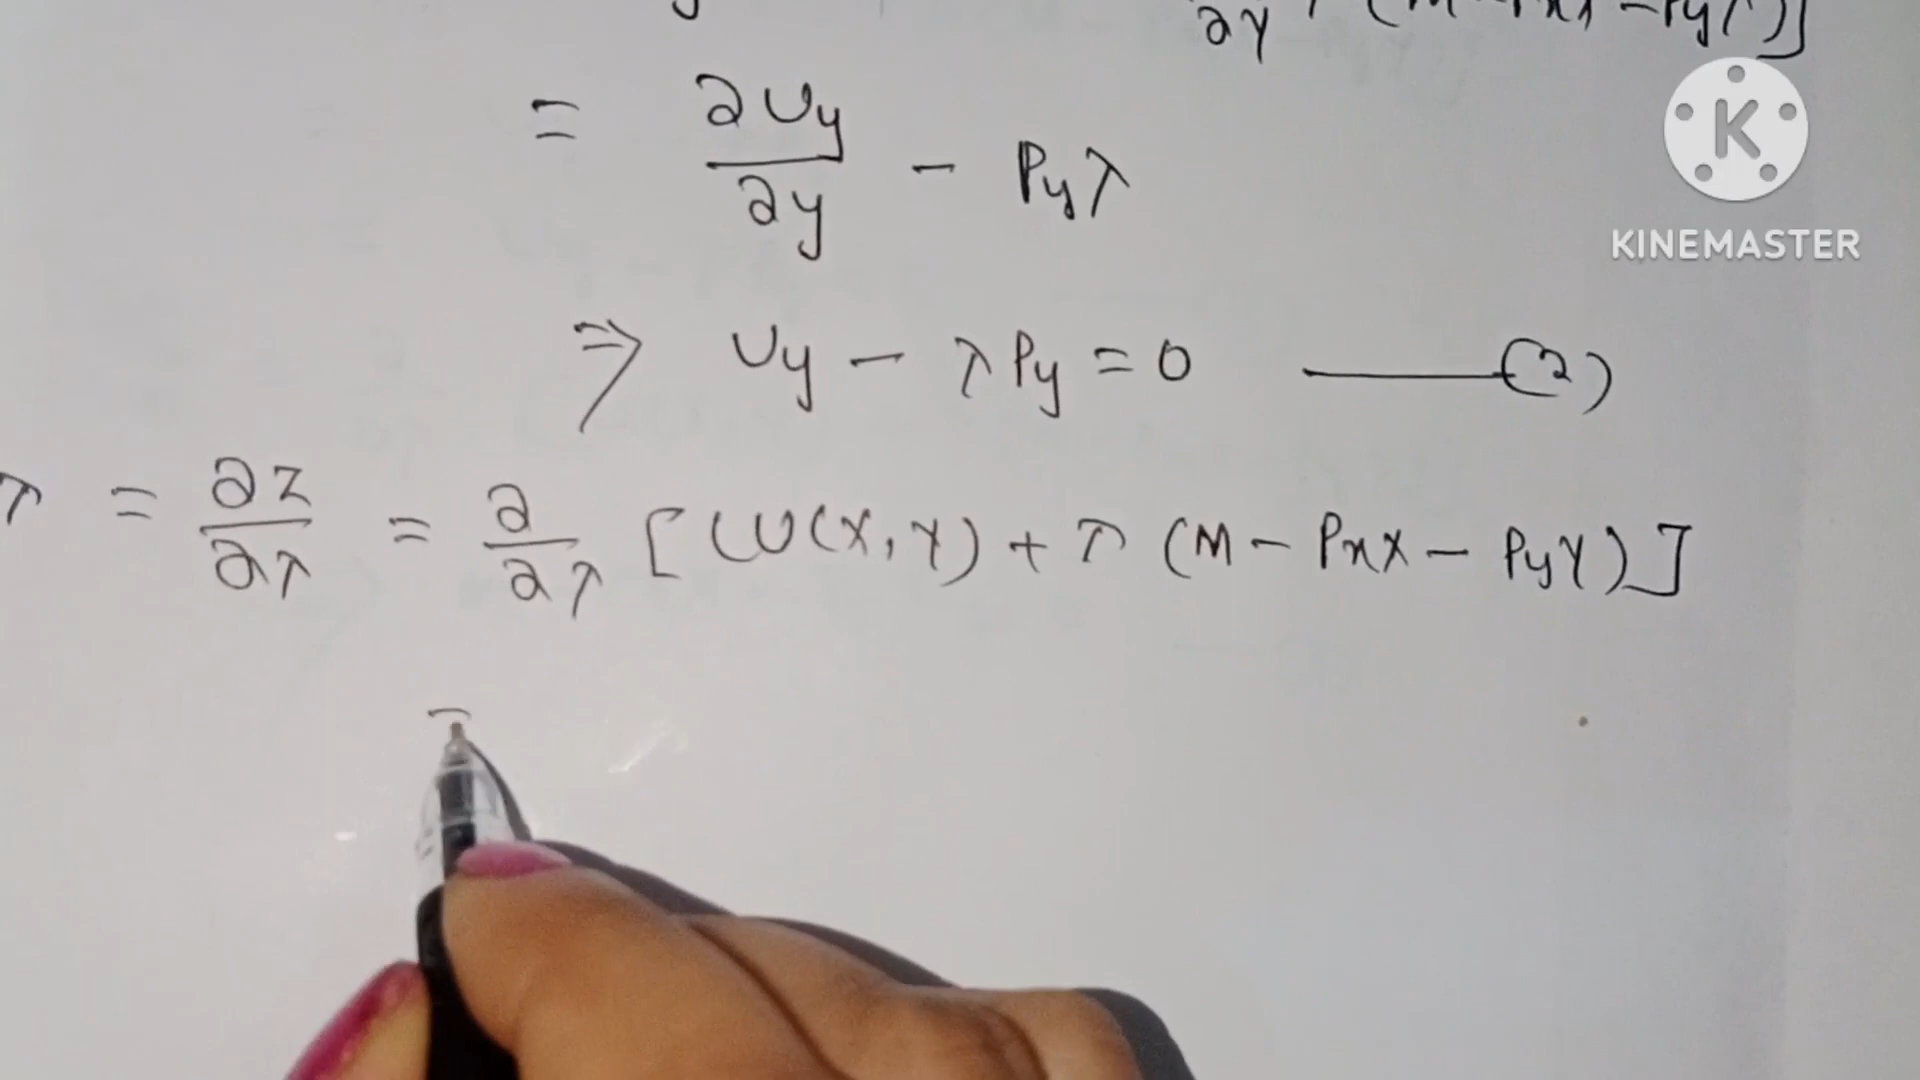 ∂Y
= ∂Uy/∂y - Pyλ
K
KINEMASTER
⇒ Uy - λPy = 0 ——(2)
λ = ∂Z/∂λ = ∂/∂λ [U(X,Y) + λ (M - PxX - PyY)]
=